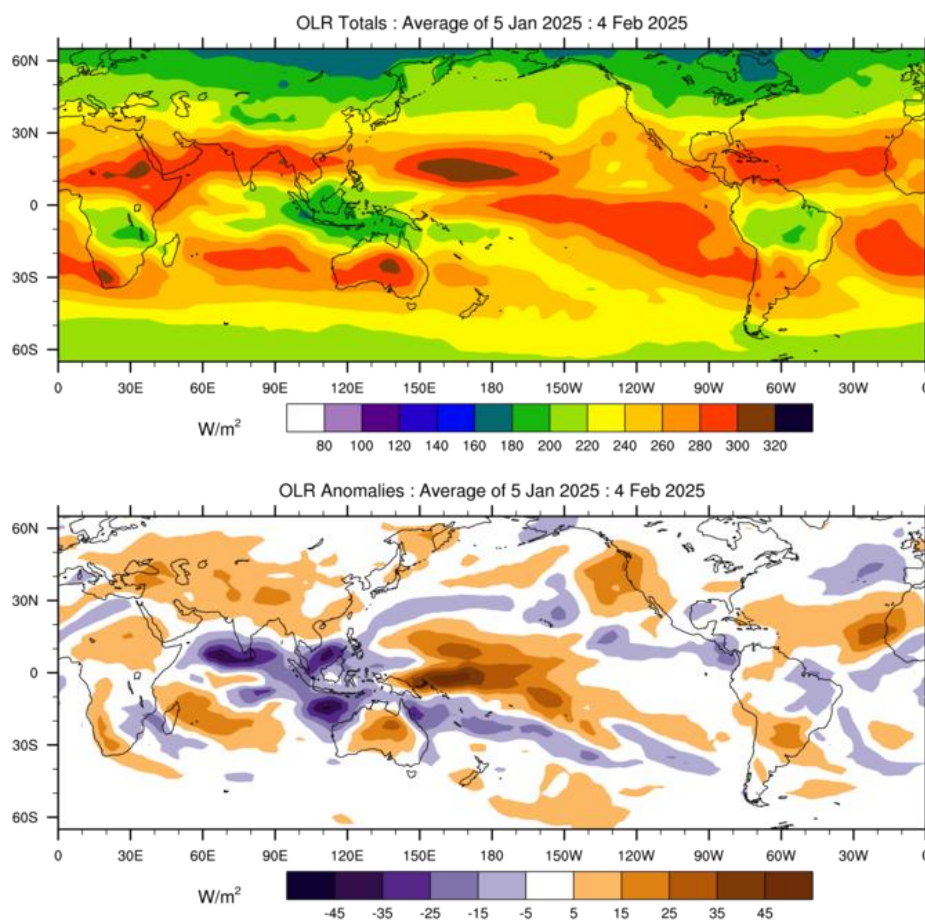 OLR Totals : Average of 5 Jan 2025 : 4 Feb 2025
60N
30N
0
30S
60S
0 30E 60E 90E 120E 150E 180 150W 120W 90W 60W 30W 0
W/m²
80 100 120 140 160 180 200 220 240 260 280 300 320
OLR Anomalies : Average of 5 Jan 2025 : 4 Feb 2025
60N
30N
0
30S
60S
0 30E 60E 90E 120E 150E 180 150W 120W 90W 60W 30W 0
W/m²
-45 -35 -25 -15 -5 5 15 25 35 45